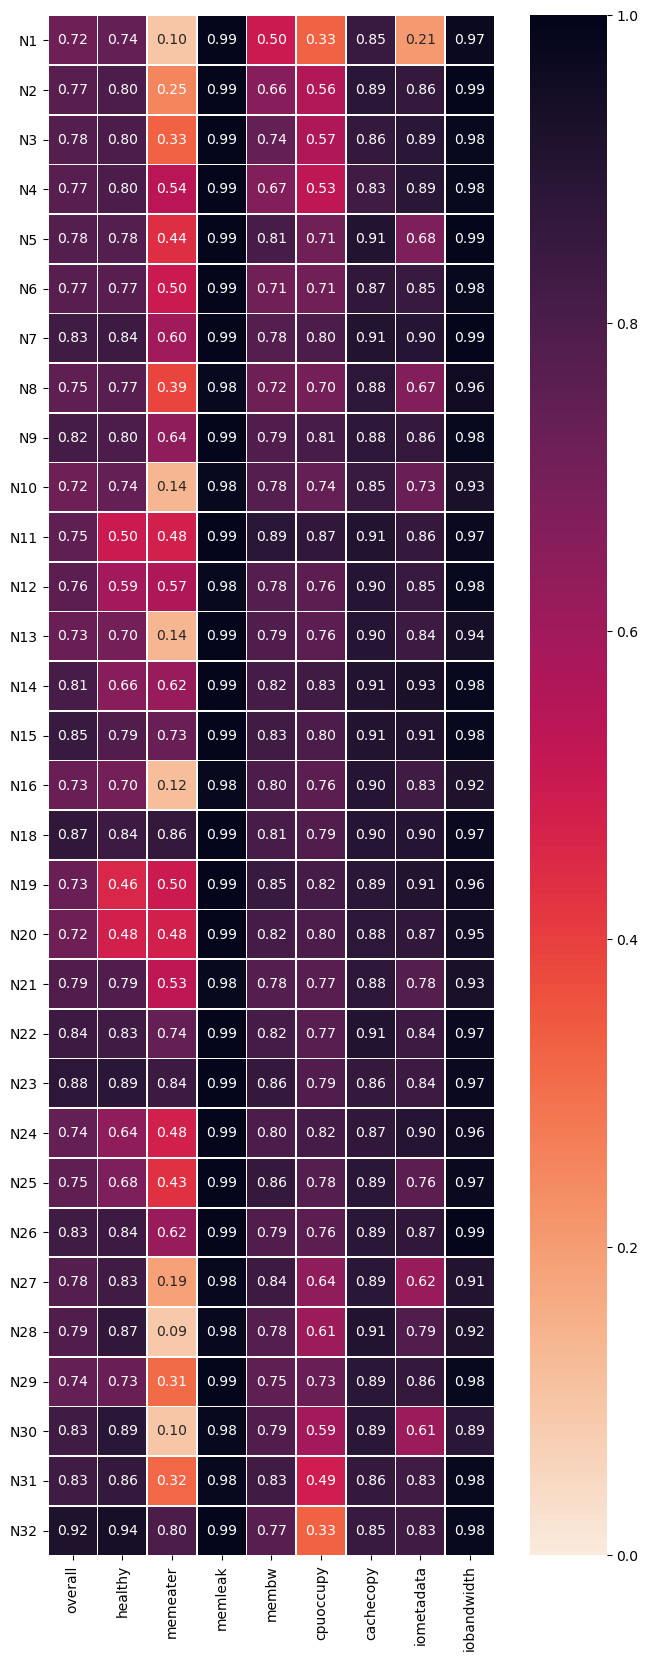 N1 0.72 0.74 0.10 0.99 0.50 0.33 0.85 0.21 0.97
N2 0.77 0.80 0.25 0.99 0.66 0.56 0.89 0.86 0.99
N3 0.78 0.80 0.33 0.99 0.74 0.57 0.86 0.89 0.98
N4 0.77 0.80 0.54 0.99 0.67 0.53 0.83 0.89 0.98
N5 0.78 0.78 0.44 0.99 0.81 0.71 0.91 0.68 0.99
N6 0.77 0.77 0.50 0.99 0.71 0.71 0.87 0.85 0.98
N7 0.83 0.84 0.60 0.99 0.78 0.80 0.91 0.90 0.99
N8 0.75 0.77 0.39 0.98 0.72 0.70 0.88 0.67 0.96
N9 0.82 0.80 0.64 0.99 0.79 0.81 0.88 0.86 0.98
N10 0.72 0.74 0.14 0.98 0.78 0.74 0.85 0.73 0.93
N11 0.75 0.50 0.48 0.99 0.89 0.87 0.91 0.86 0.97
N12 0.76 0.59 0.57 0.98 0.78 0.76 0.90 0.85 0.98
N13 0.73 0.70 0.14 0.99 0.79 0.76 0.90 0.84 0.94
N14 0.81 0.66 0.62 0.99 0.82 0.83 0.91 0.93 0.98
N15 0.85 0.79 0.73 0.99 0.83 0.80 0.91 0.91 0.98
N16 0.73 0.70 0.12 0.98 0.80 0.76 0.90 0.83 0.92
N18 0.87 0.84 0.86 0.99 0.81 0.79 0.90 0.90 0.97
N19 0.73 0.46 0.50 0.99 0.85 0.82 0.89 0.91 0.96
N20 0.72 0.48 0.48 0.99 0.82 0.80 0.88 0.87 0.95
N21 0.79 0.79 0.53 0.98 0.78 0.77 0.88 0.78 0.93
N22 0.84 0.83 0.74 0.99 0.82 0.77 0.91 0.84 0.97
N23 0.88 0.89 0.84 0.99 0.86 0.79 0.86 0.84 0.97
N24 0.74 0.64 0.48 0.99 0.80 0.82 0.87 0.90 0.96
N25 0.75 0.68 0.43 0.99 0.86 0.78 0.89 0.76 0.97
N26 0.83 0.84 0.62 0.99 0.79 0.76 0.89 0.87 0.99
N27 0.78 0.83 0.19 0.98 0.84 0.64 0.89 0.62 0.91
N28 0.79 0.87 0.09 0.98 0.78 0.61 0.91 0.79 0.92
N29 0.74 0.73 0.31 0.99 0.75 0.73 0.89 0.86 0.98
N30 0.83 0.89 0.10 0.98 0.79 0.59 0.89 0.61 0.89
N31 0.83 0.86 0.32 0.98 0.83 0.49 0.86 0.83 0.98
N32 0.92 0.94 0.80 0.99 0.77 0.33 0.85 0.83 0.98
overall healthy memeater memleak membw cpuoccupy cachecopy iometadata iobandwidth
1.0
0.8
0.6
0.4
0.2
0.0